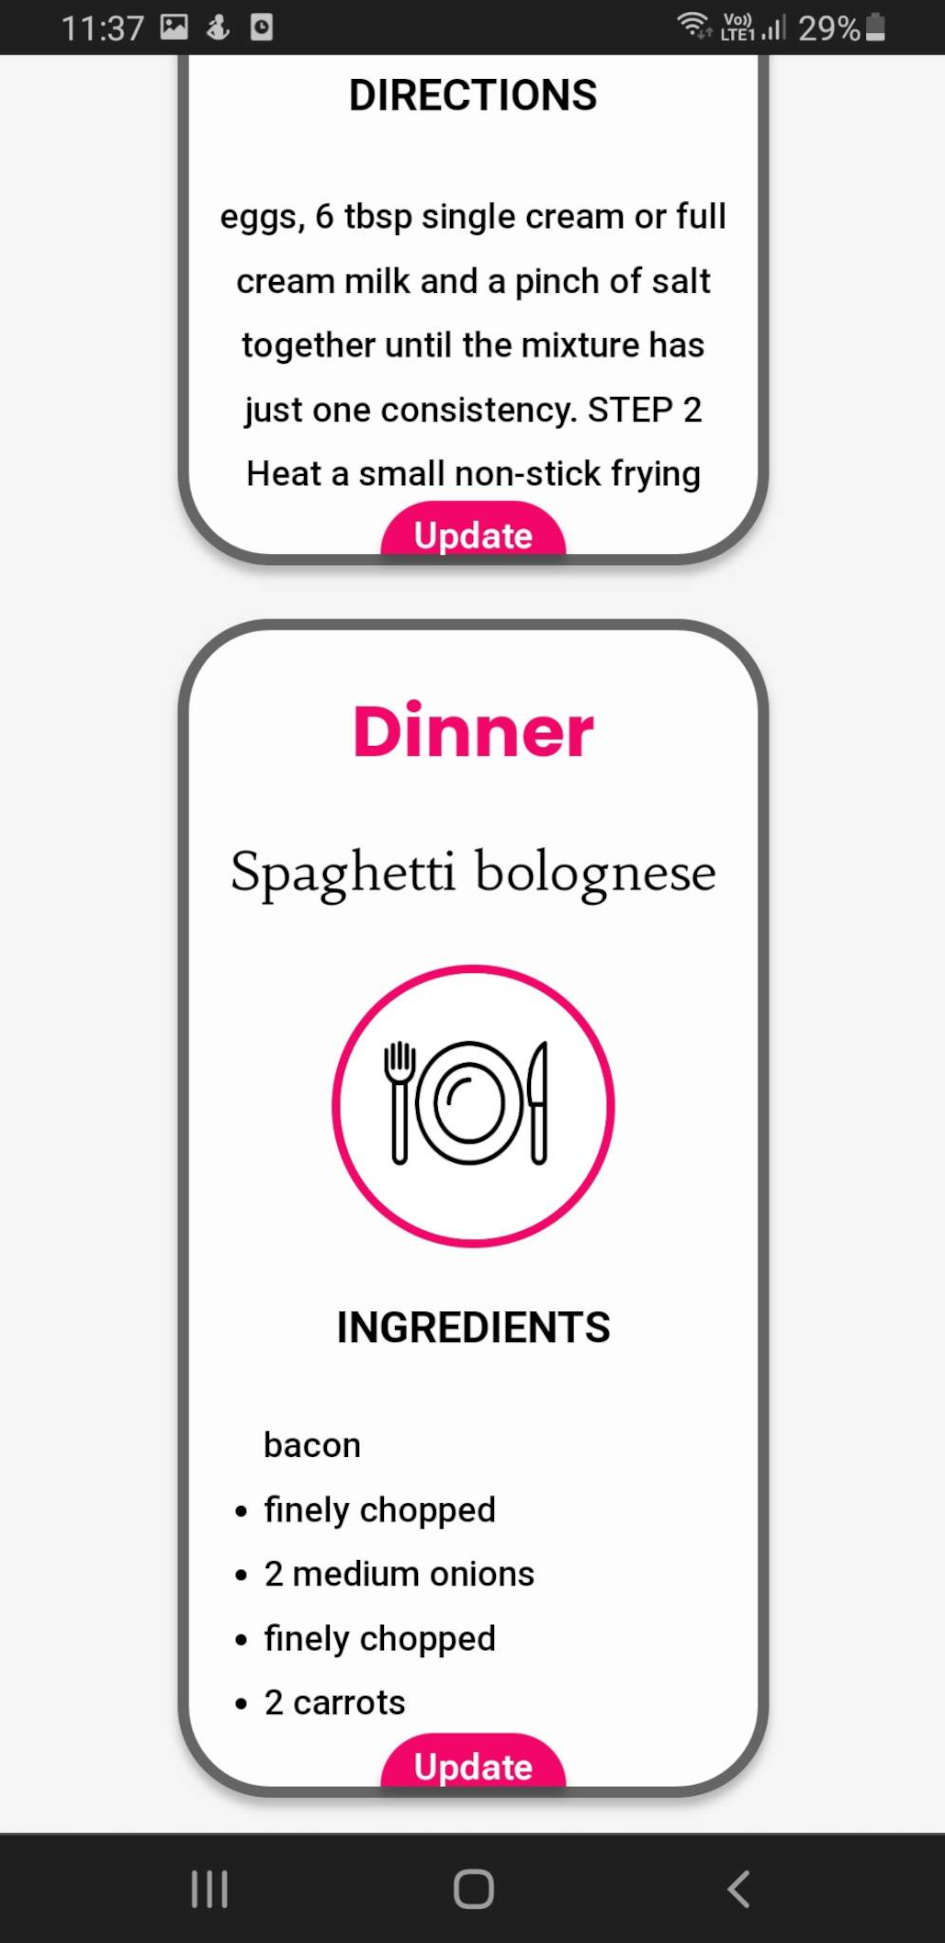 11:37
Vo))
LTE1
29%
DIRECTIONS
eggs, 6 tbsp single cream or full
cream milk and a pinch of salt
together until the mixture has
just one consistency. STEP 2
Heat a small non-stick frying
Update
Dinner
Spaghetti bolognese
INGREDIENTS
bacon
• finely chopped
• 2 medium onions
• finely chopped
• 2 carrots
Update